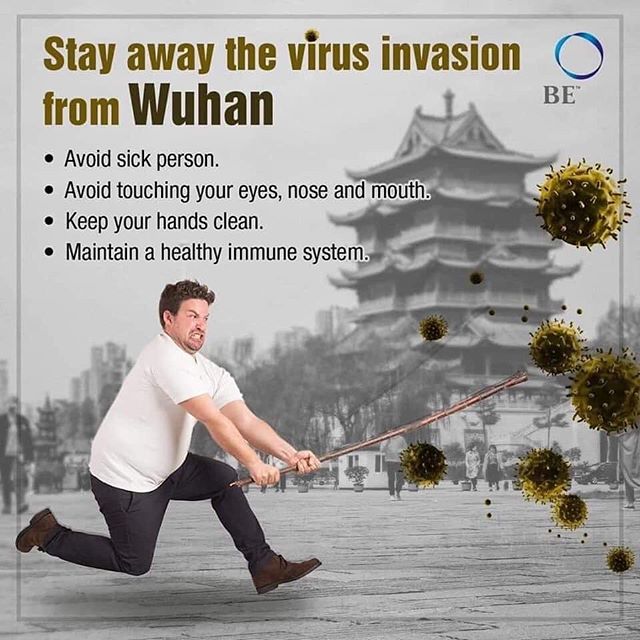 Stay away the virus invasion
from Wuhan
BE™
• Avoid sick person.
• Avoid touching your eyes, nose and mouth.
• Keep your hands clean.
• Maintain a healthy immune system.